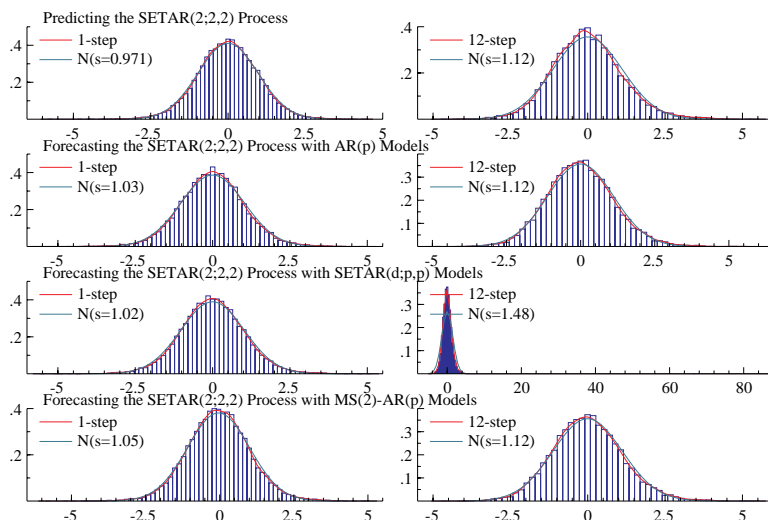 Predicting the SETAR(2;2,2) Process
1-step
N(s=0.971)
.4
.2
-5 -2.5 0 2.5 5
12-step
N(s=1.12)
.4
.2
-5 -2.5 0 2.5 5
Forecasting the SETAR(2;2,2) Process with AR(p) Models
1-step
N(s=1.03)
.4
.2
-5 -2.5 0 2.5 5
12-step
N(s=1.12)
.3
.2
.1
-5 -2.5 0 2.5 5
Forecasting the SETAR(2;2,2) Process with SETAR(d;p,p) Models
1-step
N(s=1.02)
.4
.2
-5 -2.5 0 2.5 5
12-step
N(s=1.48)
.3
.2
.1
0 20 40 60 80
Forecasting the SETAR(2;2,2) Process with MS(2)-AR(p) Models
1-step
N(s=1.05)
.4
.2
-5 -2.5 0 2.5 5
12-step
N(s=1.12)
.3
.2
.1
-5 -2.5 0 2.5 5